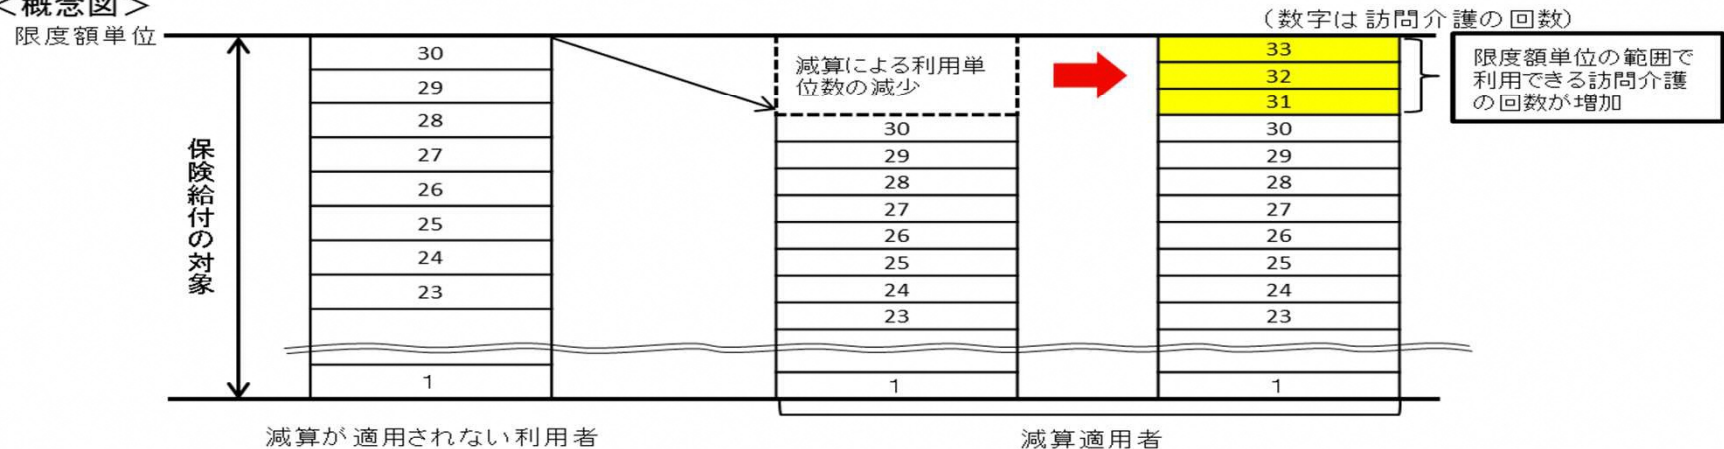 ＜概念図＞
（数字は訪問介護の回数）
限度額単位
30
29
28
27
26
25
24
23
1
保険給付の対象
減算による利用単
位数の減少
30
29
28
27
26
25
24
23
1
33
32
31
30
29
28
27
26
25
24
23
1
限度額単位の範囲で
利用できる訪問介護
の回数が増加
減算が適用されない利用者
減算適用者